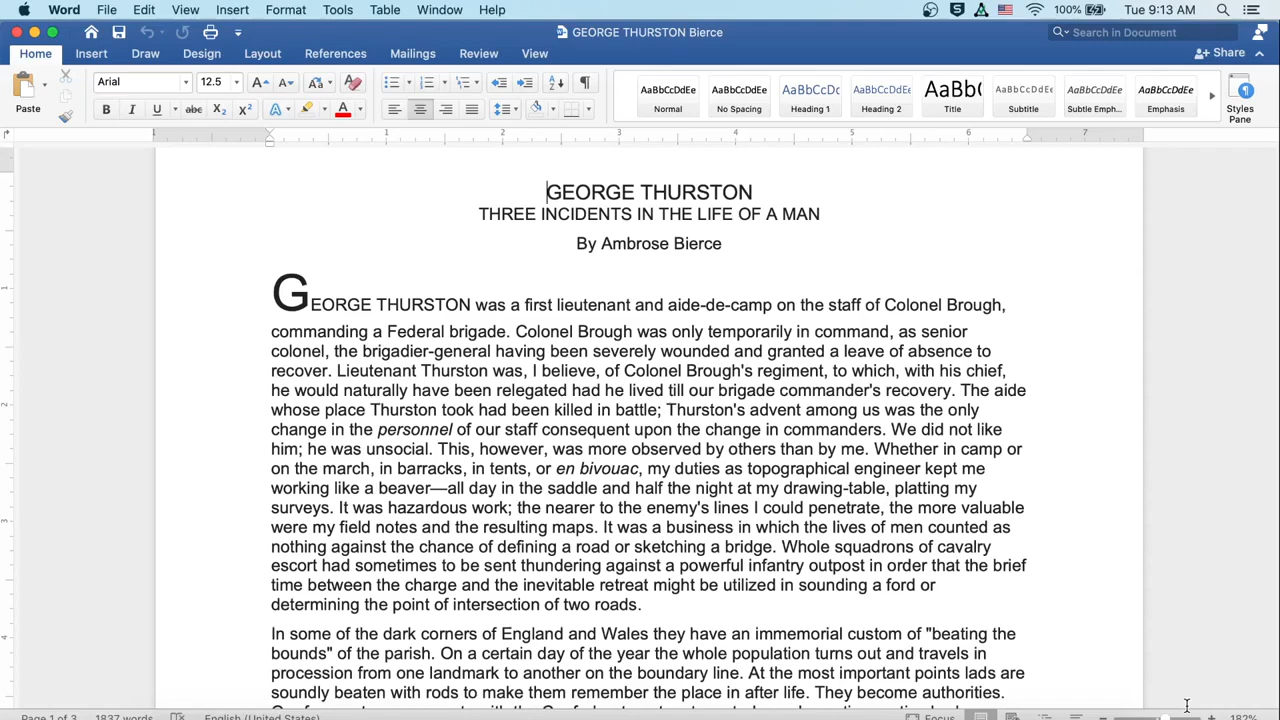 Word File Edit View Insert Format Tools Table Window Help 100% Tue 9:13 AM
GEORGE THURSTON Bierce Search in Document
Home Insert Draw Design Layout References Mailings Review View Share
Paste Arial 12.5 AaBbCcDdEe AaBbCcDdEe AaBbCcDc AaBbCcDdEe AaBbC AaBbCcDdEe AaBbCcDdEe AaBbCcDdEe
Normal No Spacing Heading 1 Heading 2 Title Subtitle Subtle Emph... Emphasis Styles Pane
1 1 2 3 4 5 6 7
GEORGE THURSTON
THREE INCIDENTS IN THE LIFE OF A MAN
By Ambrose Bierce
GEORGE THURSTON was a first lieutenant and aide-de-camp on the staff of Colonel Brough,
commanding a Federal brigade. Colonel Brough was only temporarily in command, as senior
colonel, the brigadier-general having been severely wounded and granted a leave of absence to
recover. Lieutenant Thurston was, I believe, of Colonel Brough's regiment, to which, with his chief,
he would naturally have been relegated had he lived till our brigade commander's recovery. The aide
whose place Thurston took had been killed in battle; Thurston's advent among us was the only
change in the personnel of our staff consequent upon the change in commanders. We did not like
him; he was unsocial. This, however, was more observed by others than by me. Whether in camp or
on the march, in barracks, in tents, or en bivouac, my duties as topographical engineer kept me
working like a beaver—all day in the saddle and half the night at my drawing-table, platting my
surveys. It was hazardous work; the nearer to the enemy's lines I could penetrate, the more valuable
were my field notes and the resulting maps. It was a business in which the lives of men counted as
nothing against the chance of defining a road or sketching a bridge. Whole squadrons of cavalry
escort had sometimes to be sent thundering against a powerful infantry outpost in order that the brief
time between the charge and the inevitable retreat might be utilized in sounding a ford or
determining the point of intersection of two roads.
In some of the dark corners of England and Wales they have an immemorial custom of "beating the
bounds" of the parish. On a certain day of the year the whole population turns out and travels in
procession from one landmark to another on the boundary line. At the most important points lads are
soundly beaten with rods to make them remember the place in after life. They become authorities.
Page 1 of 3 1837 words English (United States) Focus 182%